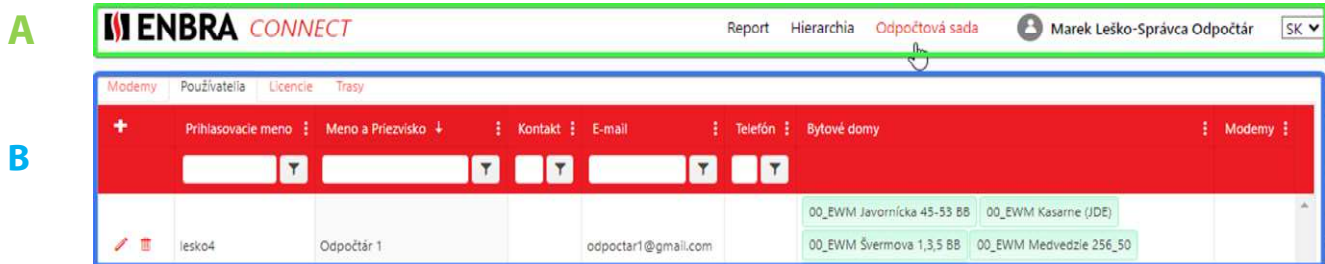 A
ENBRA CONNECT Report Hierarchia Odpočtová sada Marek Leško-Správca Odpočtár SK
B
Modemy Používatelia Licencie Trasy
Prihlasovacie meno Meno a Priezvisko ↓ Kontakt E-mail Telefón Bytové domy Modemy
00_EWM Javornícka 45-53 BB 00_EWM Kasarne (JDE)
lesko4 Odpočtár 1 odpoctar1@gmail.com 00_EWM Švermova 1,3,5 BB 00_EWM Medvedzie 256_50